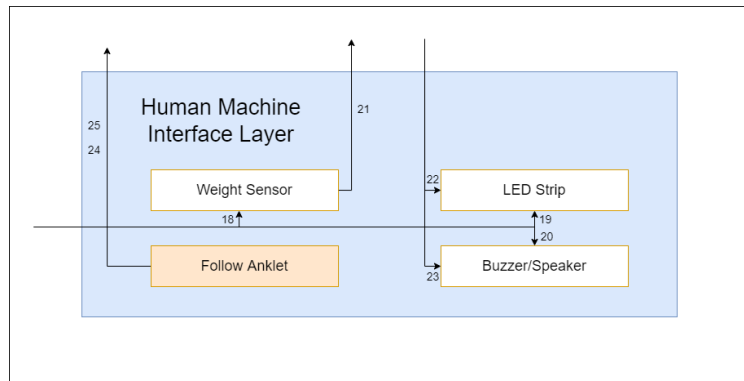 Human Machine
Interface Layer
25
24
21
Weight Sensor
22
LED Strip
18
19
20
Follow Anklet
23
Buzzer/Speaker